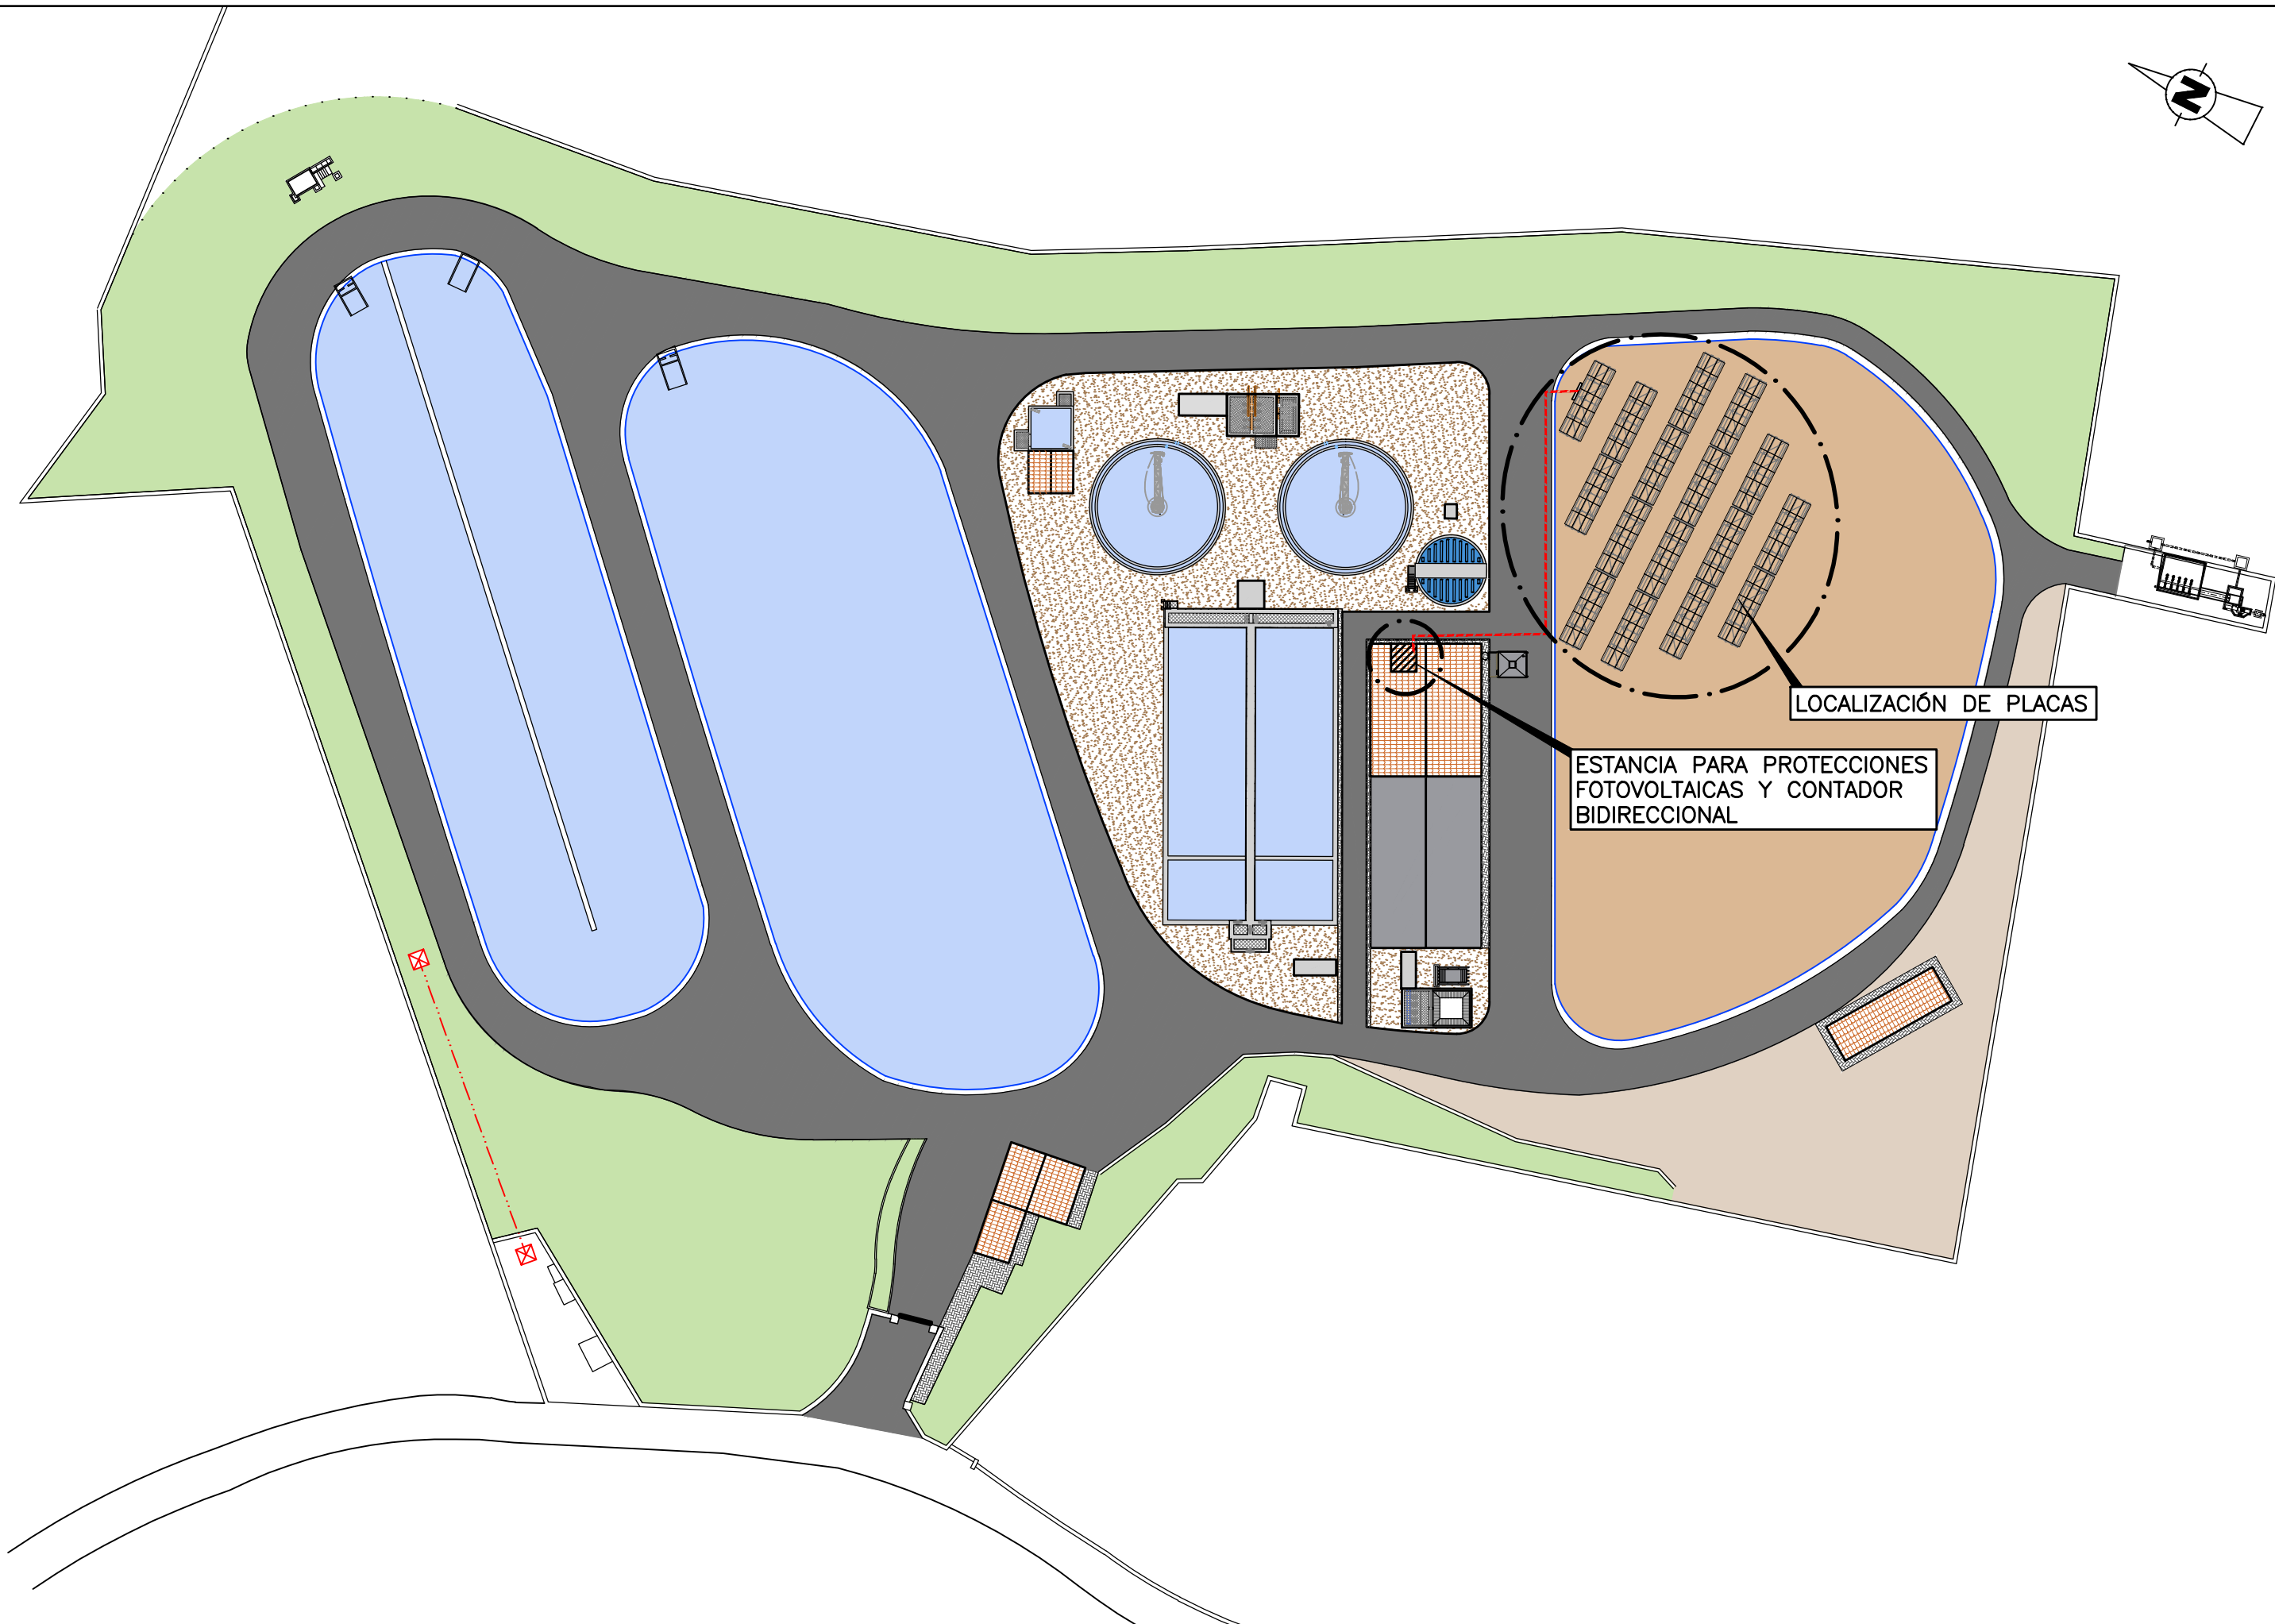 N
LOCALIZACIÓN DE PLACAS
ESTANCIA PARA PROTECCIONES
FOTOVOLTAICAS Y CONTADOR
BIDIRECCIONAL